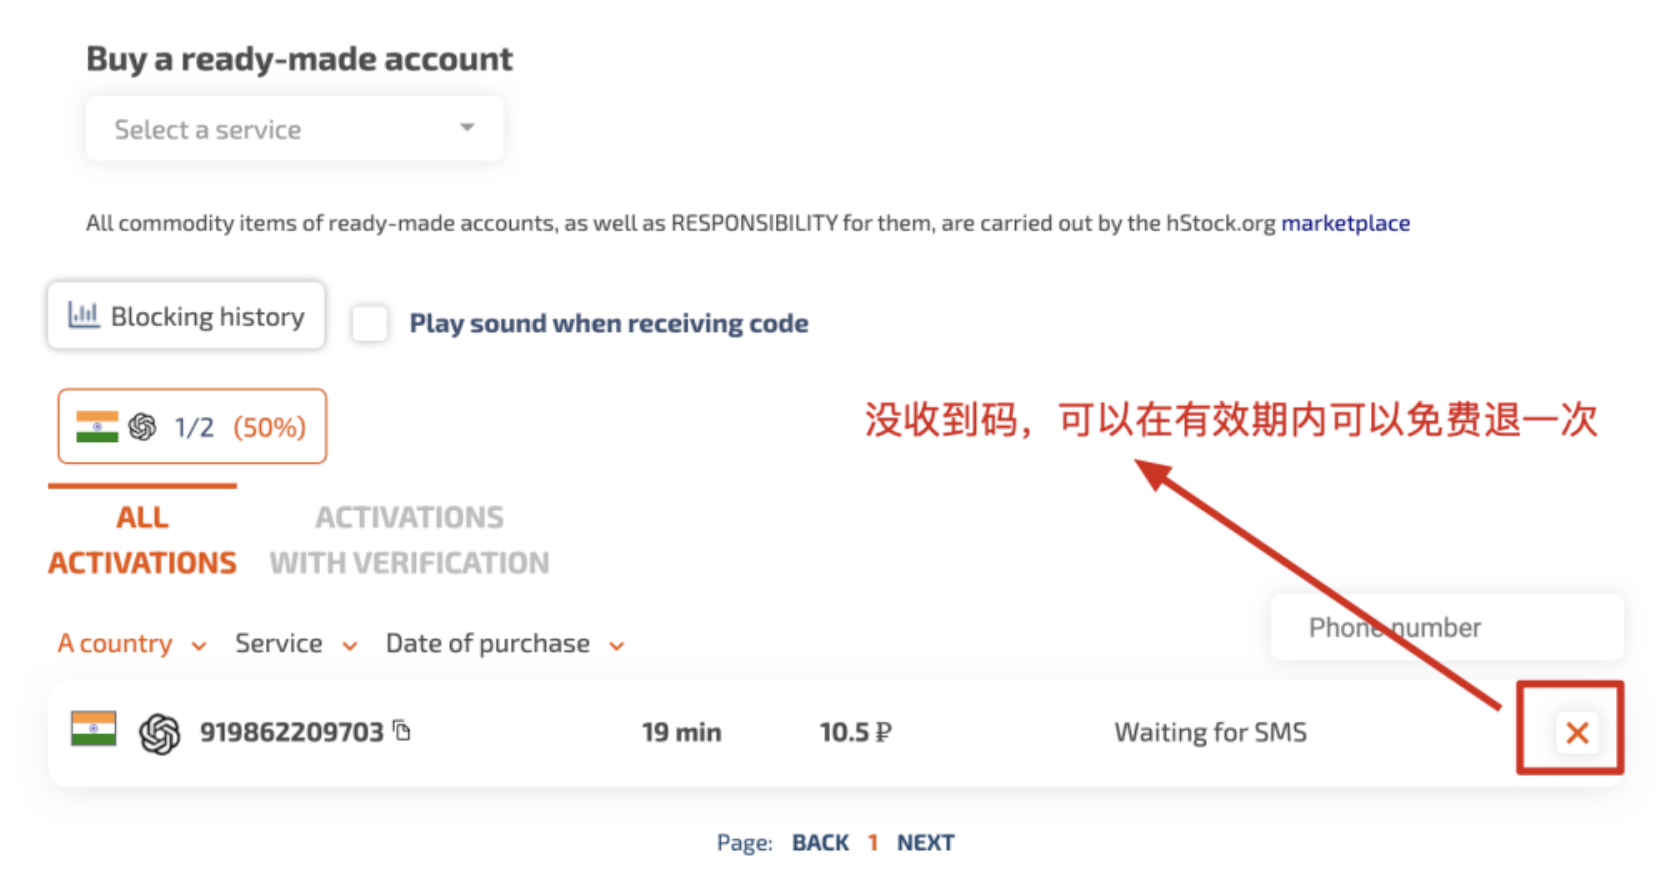 Buy a ready-made account
Select a service
All commodity items of ready-made accounts, as well as RESPONSIBILITY for them, are carried out by the hStock.org marketplace
Blocking history
Play sound when receiving code
1/2 (50%)
没收到码，可以在有效期内可以免费退一次
ALL ACTIVATIONS
ACTIVATIONS WITH VERIFICATION
Phone number
A country Service Date of purchase
919862209703 19 min 10.5 ₽ Waiting for SMS
Page: BACK 1 NEXT